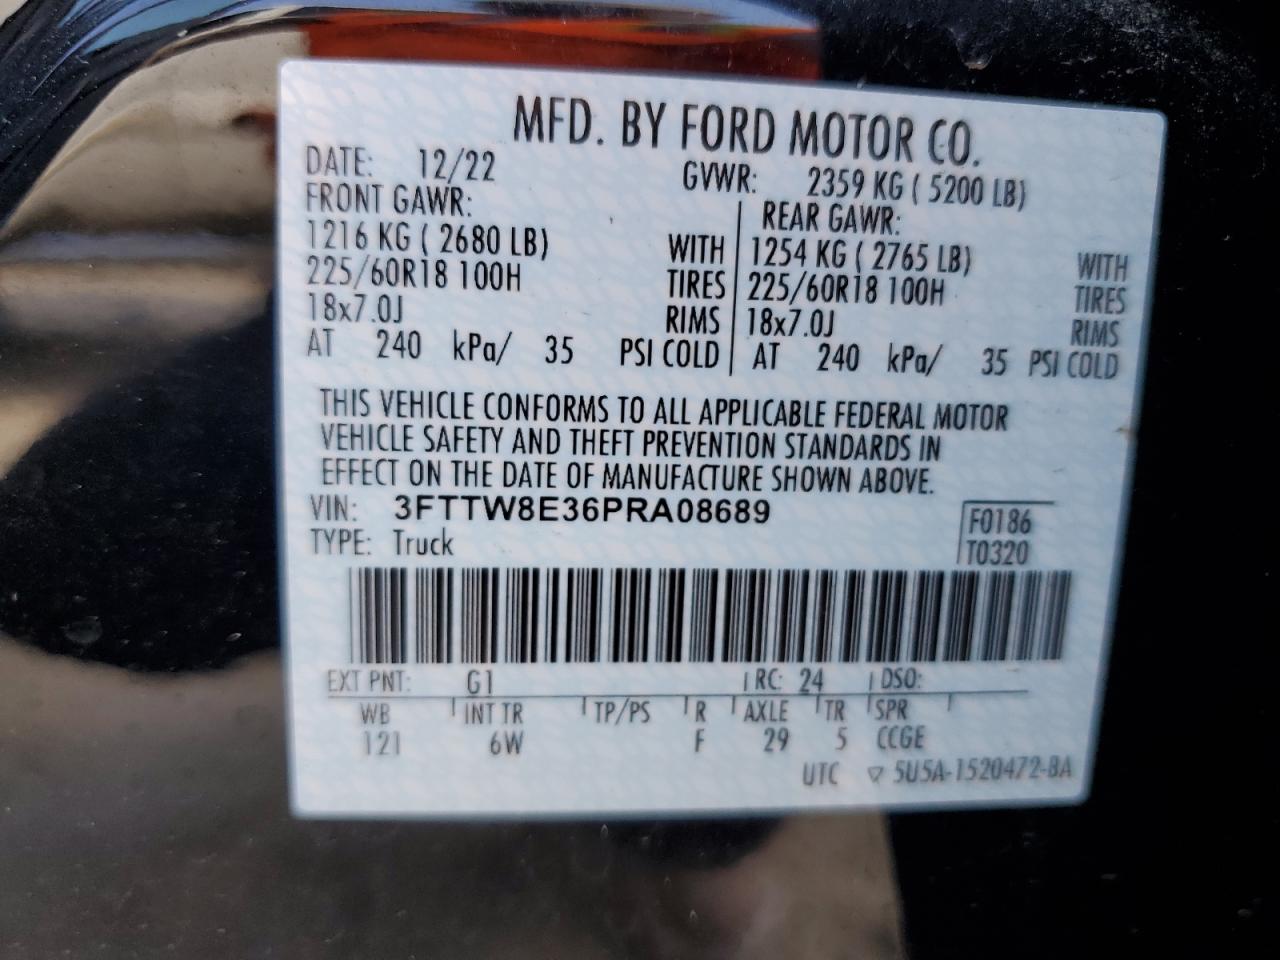 MFD. BY FORD MOTOR CO.
DATE: 12/22 GVWR: 2359 KG ( 5200 LB)
FRONT GAWR: REAR GAWR:
1216 KG ( 2680 LB) WITH 1254 KG ( 2765 LB) WITH
225/60R18 100H TIRES 225/60R18 100H TIRES
18x7.0J RIMS 18x7.0J RIMS
AT 240 kPa/ 35 PSI COLD AT 240 kPa/ 35 PSI COLD
THIS VEHICLE CONFORMS TO ALL APPLICABLE FEDERAL MOTOR
VEHICLE SAFETY AND THEFT PREVENTION STANDARDS IN
EFFECT ON THE DATE OF MANUFACTURE SHOWN ABOVE.
VIN: 3FTTW8E36PRA08689 F0186
TYPE: Truck T0320
EXT PNT: G1 RC: 24 DSO:
WB INT TR TP/PS R AXLE TR SPR
121 6W F 29 5 CCGE
UTC ▽ 5U5A-1520472-BA